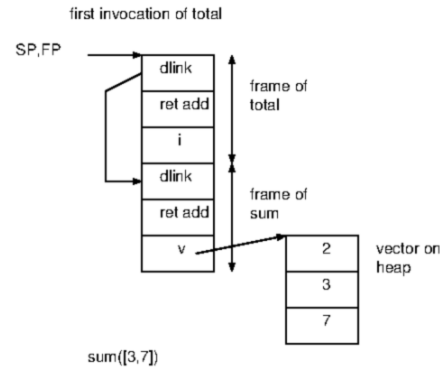 first invocation of total
SP,FP
dlink
ret add
i
frame of
total
dlink
ret add
v
frame of
sum
2
3
7
vector on
heap
sum([3,7])